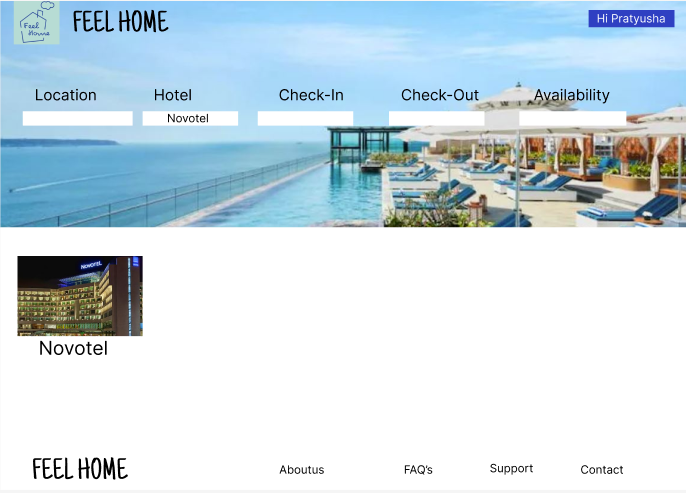 Feel
Home
FEEL HOME
Hi Pratyusha
Location
Hotel
Check-In
Check-Out
Availability
Novotel
NOVOTEL
Novotel
FEEL HOME
Aboutus
FAQ's
Support
Contact